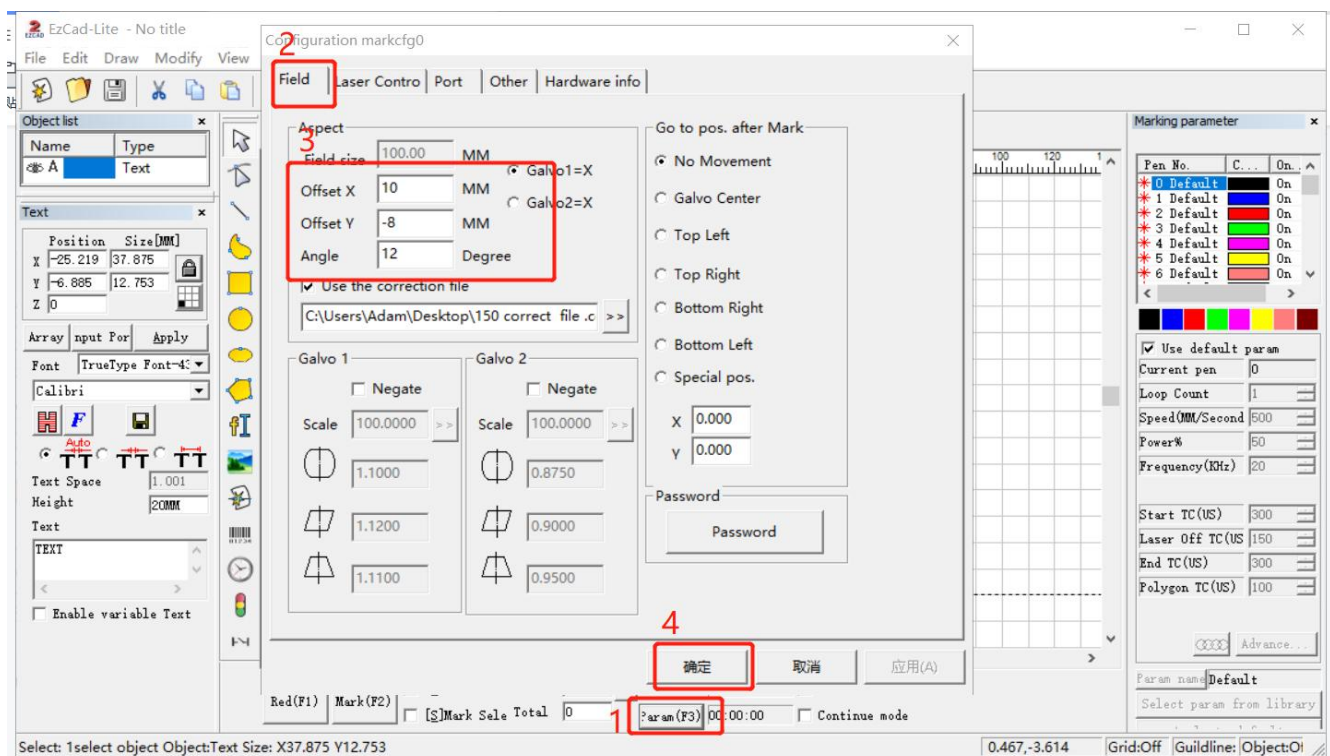 EzCad-Lite - No title
File Edit Draw Modify View
Object list
Name Type
A Text
Text
Position Size[MM]
X -25.219 37.875
Y -6.885 12.753
Z 0
Array nput Por Apply
Font TrueType Font-43
Calibri
H F
Auto
TT TT TT
Text Space 1.001
Height 20MM
Text
TEXT
Enable variable Text
Configuration markcfg0
2
Field Laser Contro Port Other Hardware info
Aspect
3
Field size 100.00 MM
Galvo1=X
Offset X 10 MM
Galvo2=X
Offset Y -8 MM
Angle 12 Degree
Use the correction file
C:\Users\Adam\Desktop\150 correct file .c >>
Galvo 1
Negate
Scale 100.0000 >>
1.1000
1.1200
1.1100
Galvo 2
Negate
Scale 100.0000 >>
0.8750
0.9000
0.9500
Go to pos. after Mark
No Movement
Galvo Center
Top Left
Top Right
Bottom Right
Bottom Left
Special pos.
X 0.000
Y 0.000
Password
Password
4
确定 取消 应用(A)
Red(F1) Mark(F2) [S]Mark Sele Total 0 1 Param(F3) 00:00:00 Continue mode
100 120 1
Marking parameter
Pen No. C... On..
0 Default On
1 Default On
2 Default On
3 Default On
4 Default On
5 Default On
6 Default On
Use default param
Current pen 0
Loop Count 1
Speed(MM/Second 500
Power% 50
Frequency(KHz) 20
Start TC(US) 300
Laser Off TC(US 150
End TC(US) 300
Polygon TC(US) 100
Advance...
Param name Default
Select param from library
Select: 1select object Object:Text Size: X37.875 Y12.753
0.467,-3.614 Grid:Off Guildline: Object:Of